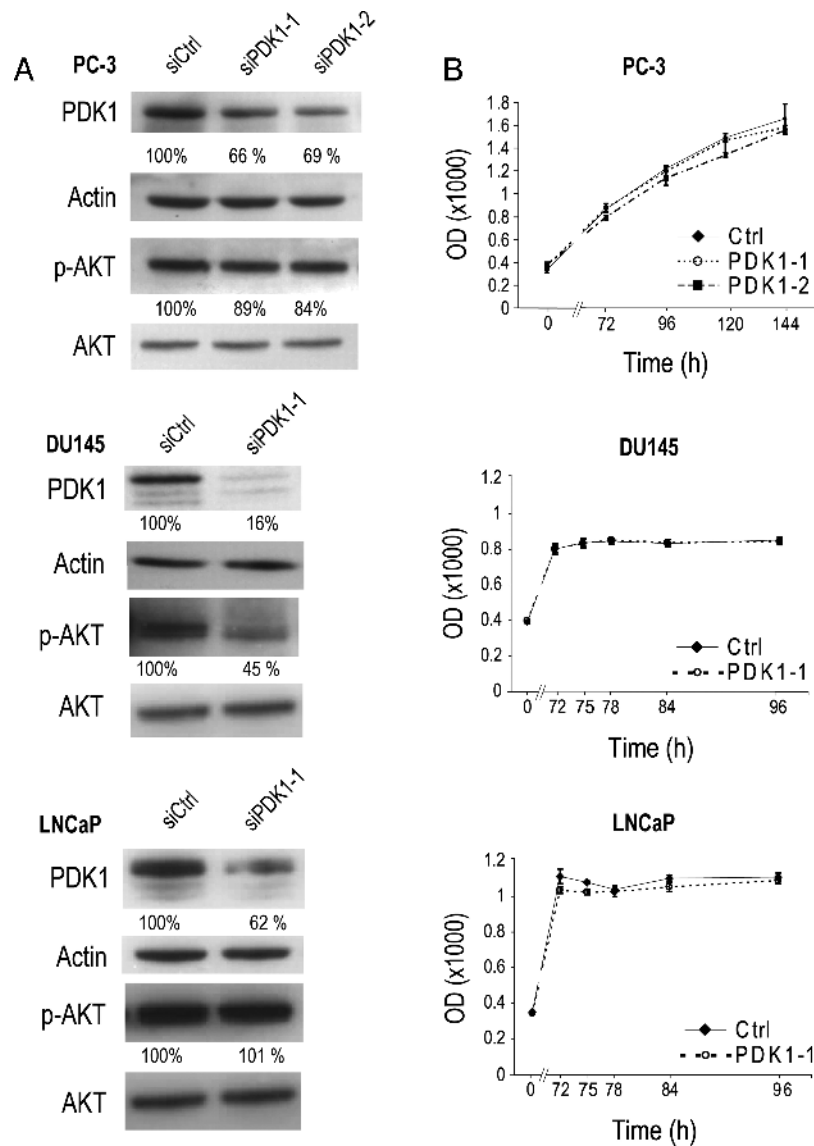 A
PC-3
siCtrl
siPDK1-1
siPDK1-2
PDK1
100% 66 % 69 %
Actin
p-AKT
100% 89% 84%
AKT
DU145
siCtrl
siPDK1-1
PDK1
100% 16%
Actin
p-AKT
100% 45 %
AKT
LNCaP
siCtrl
siPDK1-1
PDK1
100% 62 %
Actin
p-AKT
100% 101 %
AKT
B
PC-3
OD (x1000)
1.8
1.6
1.4
1.2
1
0.8
0.6
0.4
0.2
0
Ctrl
PDK1-1
PDK1-2
0 // 72 96 120 144
Time (h)
DU145
OD (x1000)
1.2
1
0.8
0.6
0.4
0.2
0
Ctrl
PDK1-1
0 // 72 75 78 84 96
Time (h)
LNCaP
OD (x1000)
1.2
1
0.8
0.6
0.4
0.2
0
Ctrl
PDK1-1
0 // 72 75 78 84 96
Time (h)